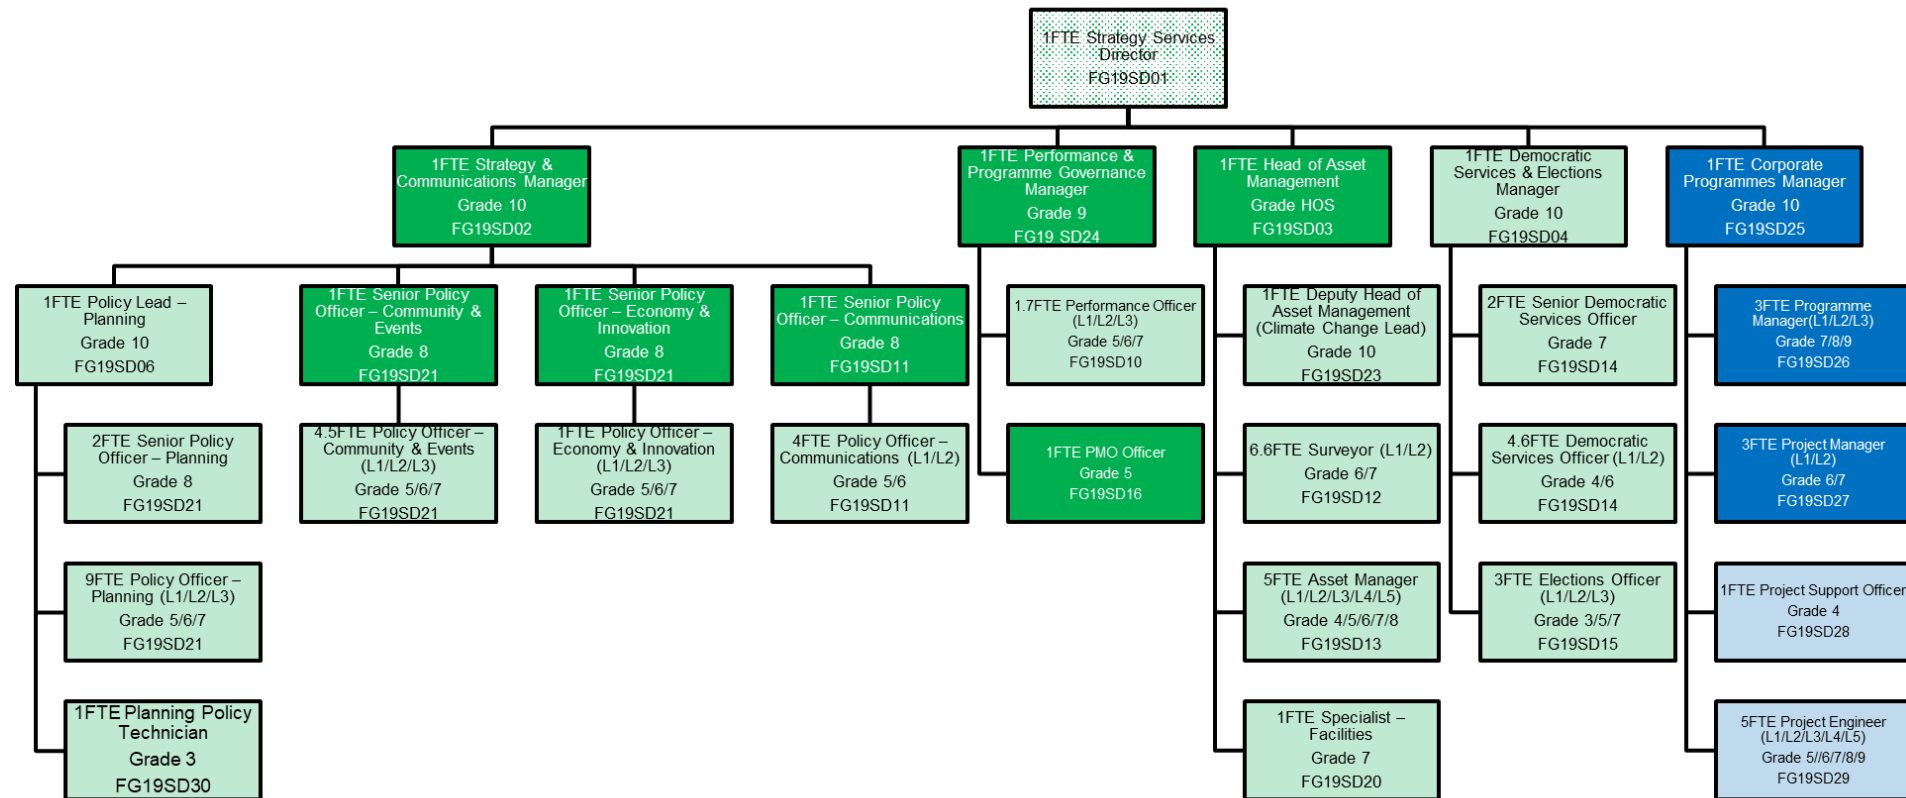 1FTE Strategy Services
Director
FG19SD01
1FTE Strategy &
Communications Manager
Grade 10
FG19SD02
1FTE Performance &
Programme Governance
Manager
Grade 9
FG19 SD24
1FTE Head of Asset
Management
Grade HOS
FG19SD03
1FTE Democratic
Services & Elections
Manager
Grade 10
FG19SD04
1FTE Corporate
Programmes Manager
Grade 10
FG19SD25
1FTE Policy Lead –
Planning
Grade 10
FG19SD06
1FTE Senior Policy
Officer – Community &
Events
Grade 8
FG19SD21
1FTE Senior Policy
Officer – Economy &
Innovation
Grade 8
FG19SD21
1FTE Senior Policy
Officer – Communications
Grade 8
FG19SD11
1.7FTE Performance Officer
(L1/L2/L3)
Grade 5/6/7
FG19SD10
1FTE Deputy Head of
Asset Management
(Climate Change Lead)
Grade 10
FG19SD23
2FTE Senior Democratic
Services Officer
Grade 7
FG19SD14
3FTE Programme
Manager(L1/L2/L3)
Grade 7/8/9
FG19SD26
2FTE Senior Policy
Officer – Planning
Grade 8
FG19SD21
4.5FTE Policy Officer –
Community & Events
(L1/L2/L3)
Grade 5/6/7
FG19SD21
1FTE Policy Officer –
Economy & Innovation
(L1/L2/L3)
Grade 5/6/7
FG19SD21
4FTE Policy Officer –
Communications (L1/L2)
Grade 5/6
FG19SD11
1FTE PMO Officer
Grade 5
FG19SD16
6.6FTE Surveyor (L1/L2)
Grade 6/7
FG19SD12
4.6FTE Democratic
Services Officer (L1/L2)
Grade 4/6
FG19SD14
3FTE Project Manager
(L1/L2)
Grade 6/7
FG19SD27
9FTE Policy Officer –
Planning (L1/L2/L3)
Grade 5/6/7
FG19SD21
5FTE Asset Manager
(L1/L2/L3/L4/L5)
Grade 4/5/6/7/8
FG19SD13
3FTE Elections Officer
(L1/L2/L3)
Grade 3/5/7
FG19SD15
1FTE Project Support Officer
Grade 4
FG19SD28
1FTE Planning Policy
Technician
Grade 3
FG19SD30
1FTE Specialist –
Facilities
Grade 7
FG19SD20
5FTE Project Engineer
(L1/L2/L3/L4/L5)
Grade 5//6/7/8/9
FG19SD29